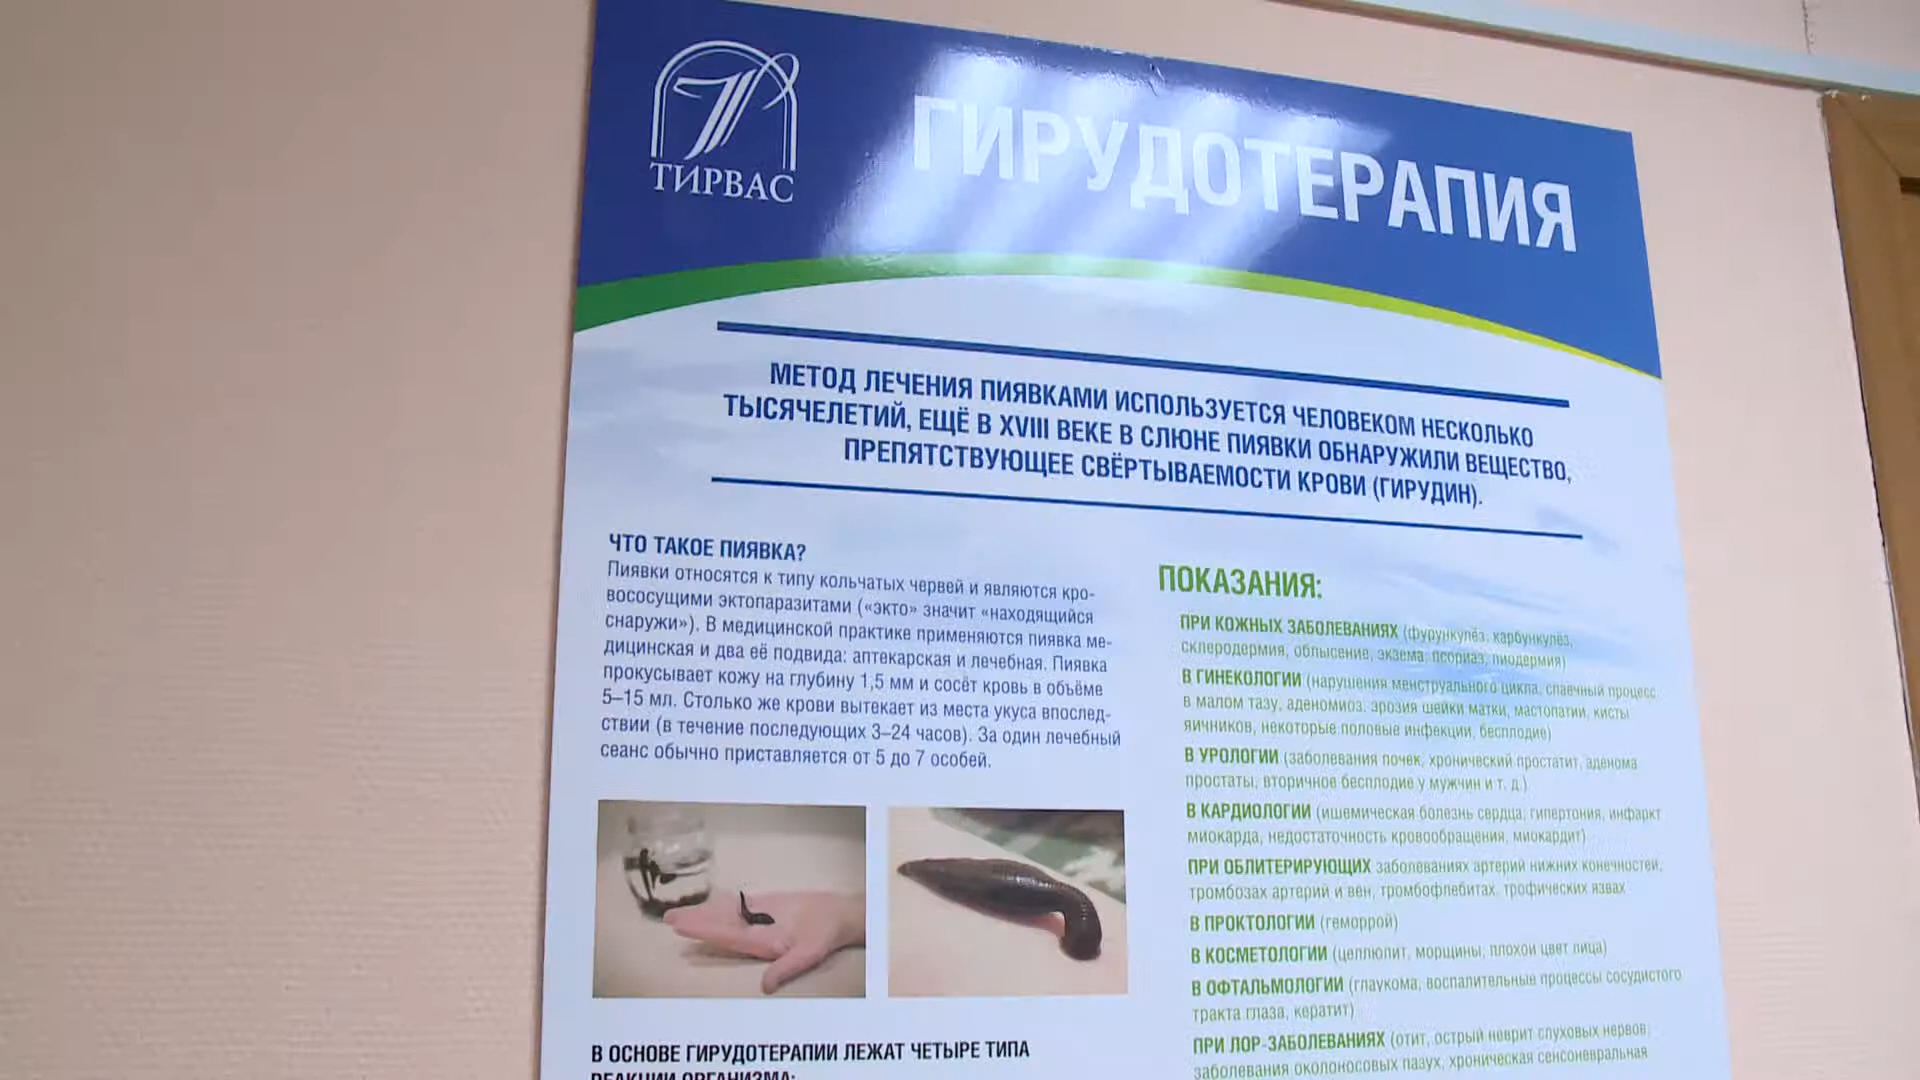 ТИРВАС
ГИРУДОТЕРАПИЯ
МЕТОД ЛЕЧЕНИЯ ПИЯВКАМИ ИСПОЛЬЗУЕТСЯ ЧЕЛОВЕКОМ НЕСКОЛЬКО
ТЫСЯЧЕЛЕТИЙ, ЕЩЁ В XVIII ВЕКЕ В СЛЮНЕ ПИЯВКИ ОБНАРУЖИЛИ ВЕЩЕСТВО,
ПРЕПЯТСТВУЮЩЕЕ СВЁРТЫВАЕМОСТИ КРОВИ (ГИРУДИН).
ЧТО ТАКОЕ ПИЯВКА?
Пиявки относятся к типу кольчатых червей и являются кро-
вососущими эктопаразитами («экто» значит «находящийся
снаружи»). В медицинской практике применяются пиявка ме-
дицинская и два её подвида: аптекарская и лечебная. Пиявка
прокусывает кожу на глубину 1,5 мм и сосёт кровь в объёме
5–15 мл. Столько же крови вытекает из места укуса впослед-
ствии (в течение последующих 3–24 часов). За один лечебный
сеанс обычно приставляется от 5 до 7 особей.
В ОСНОВЕ ГИРУДОТЕРАПИИ ЛЕЖАТ ЧЕТЫРЕ ТИПА
РЕАКЦИИ ОРГАНИЗМА:
ПОКАЗАНИЯ:
ПРИ КОЖНЫХ ЗАБОЛЕВАНИЯХ (фурункулёз, карбункулёз,
склеродермия, облысение, экзема, псориаз, пиодермия)
В ГИНЕКОЛОГИИ (нарушения менструального цикла, спаечный процесс
в малом тазу, аденомиоз, эрозия шейки матки, мастопатии, кисты
яичников, некоторые половые инфекции, бесплодие)
В УРОЛОГИИ (заболевания почек, хронический простатит, аденома
простаты, вторичное бесплодие у мужчин и т. д.)
В КАРДИОЛОГИИ (ишемическая болезнь сердца, гипертония, инфаркт
миокарда, недостаточность кровообращения, миокардит)
ПРИ ОБЛИТЕРИРУЮЩИХ заболеваниях артерий нижних конечностей,
тромбозах артерий и вен, тромбофлебитах, трофических язвах
В ПРОКТОЛОГИИ (геморрой)
В КОСМЕТОЛОГИИ (целлюлит, морщины, плохой цвет лица)
В ОФТАЛЬМОЛОГИИ (глаукома, воспалительные процессы сосудистого
тракта глаза, кератит)
ПРИ ЛОР-ЗАБОЛЕВАНИЯХ (отит, острый неврит слуховых нервов,
заболевания околоносовых пазух, хроническая сенсоневральная